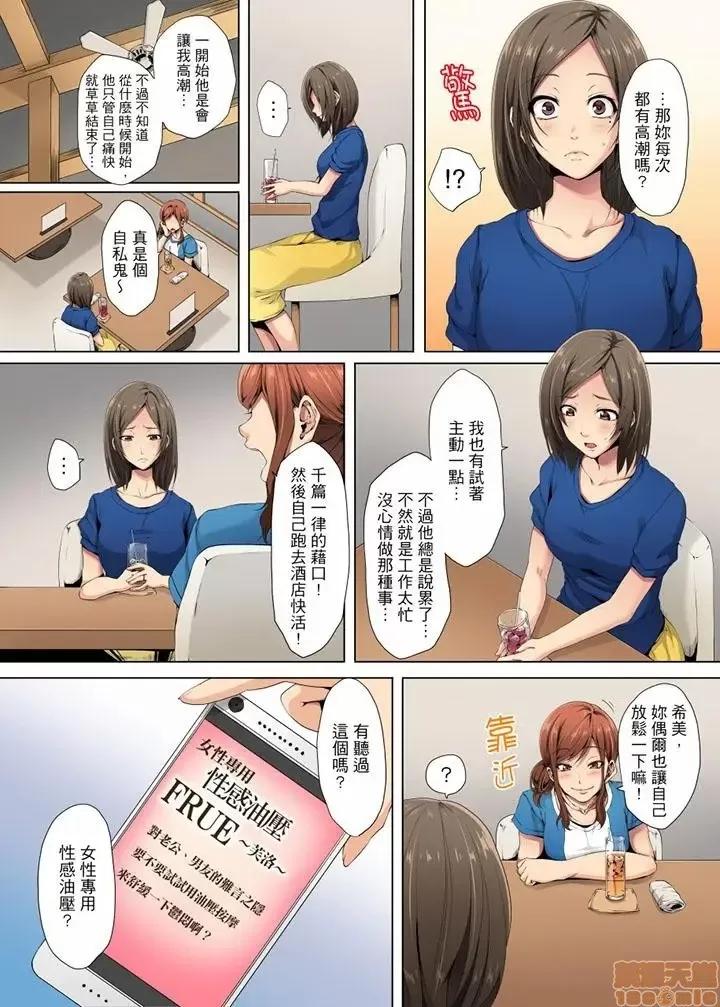 …那妳每次
都有高潮嗎?
驚
!?
…
一開始他是會
讓我高潮…
不過不知道
從什麼時候開始,
他只管自己痛快
就草草結束了…
真是個
自私鬼~
我也有試著
主動一點…
不過他總是說累了…
不然就是工作太忙
沒心情做那種事…
千篇一律的藉口!
然後自己跑去酒店快活!
…
希美,
妳偶爾也讓自己
放鬆一下嘛!
靠近
?
有聽過
這個嗎?
女性專用
性感油壓
FRUE
~芙洛~
對老公、男友的難言之隱
要不要試試用油壓按摩
來舒緩一下鬱悶啊?
女性專用
性感油壓?